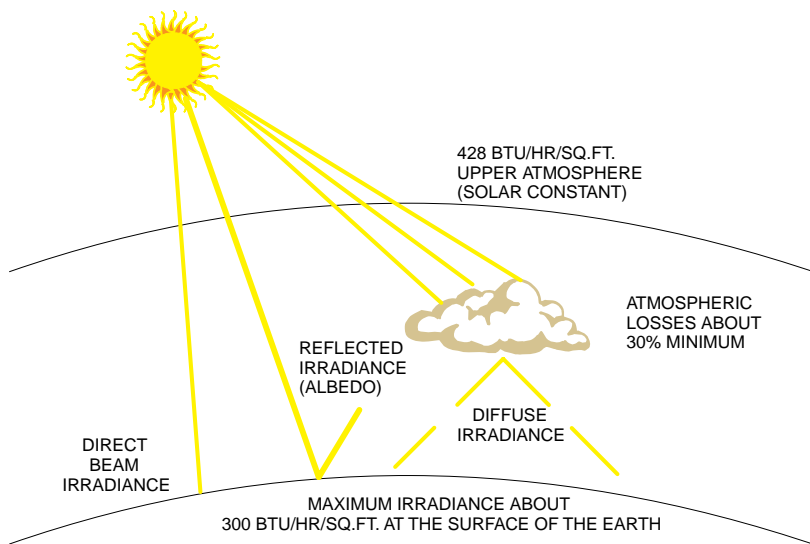 428 BTU/HR/SQ.FT.
UPPER ATMOSPHERE
(SOLAR CONSTANT)
ATMOSPHERIC
LOSSES ABOUT
30% MINIMUM
REFLECTED
IRRADIANCE
(ALBEDO)
DIFFUSE
IRRADIANCE
DIRECT
BEAM
IRRADIANCE
MAXIMUM IRRADIANCE ABOUT
300 BTU/HR/SQ.FT. AT THE SURFACE OF THE EARTH